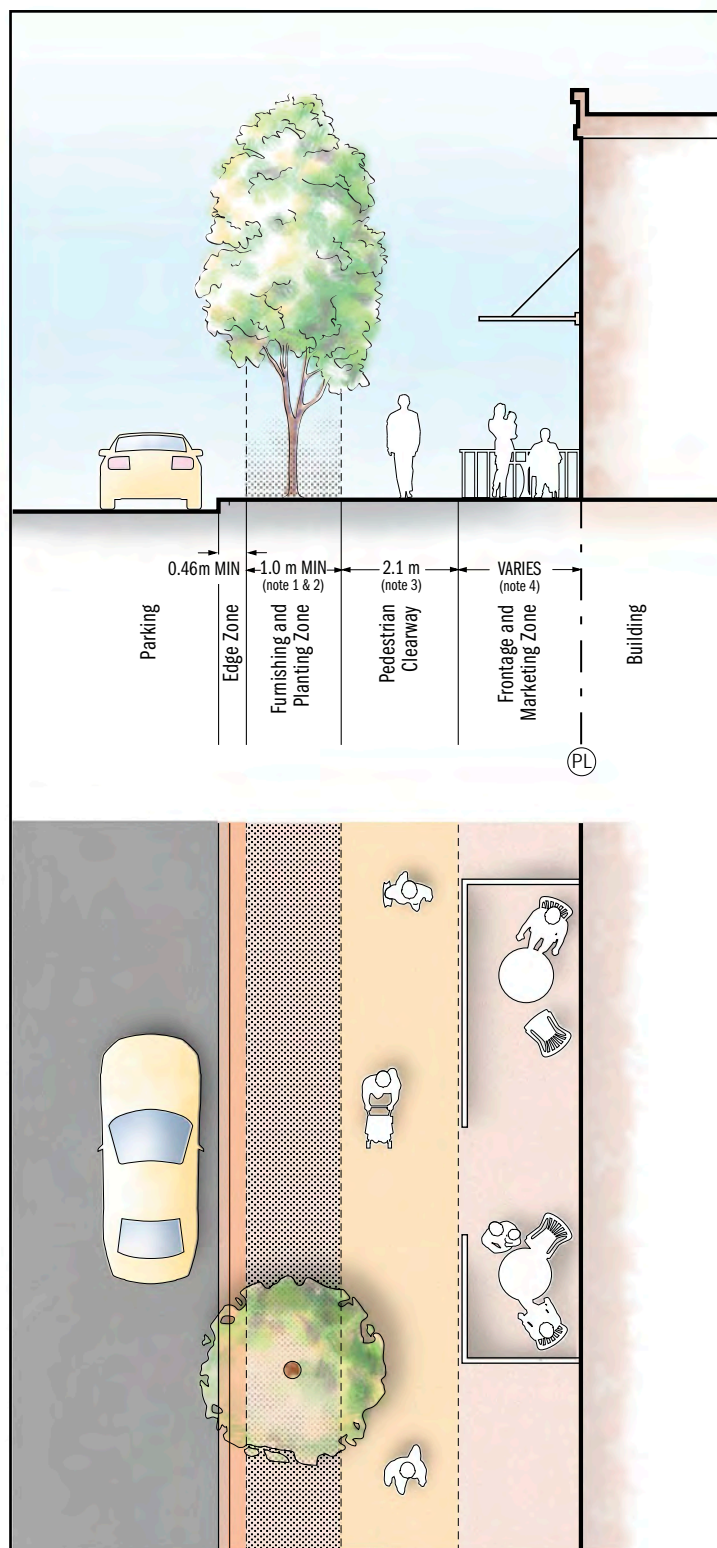 0.46m MIN
1.0 m MIN
(note 1 & 2)
2.1 m
(note 3)
VARIES
(note 4)
Parking
Edge Zone
Furnishing and
Planting Zone
Pedestrian
Clearway
Frontage and
Marketing Zone
Building
PL